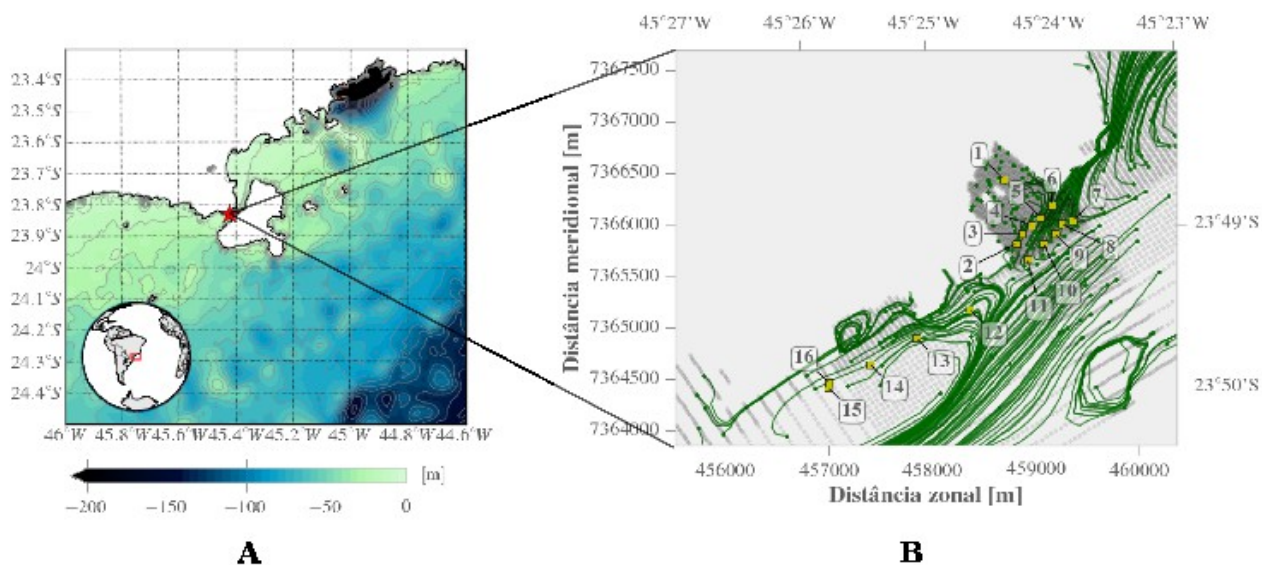 45°27'W 45°26'W 45°25'W 45°24'W 45°23'W
23.4°S
23.5°S
23.6°S
23.7°S
23.8°S
23.9°S
24°S
24.1°S
24.2°S
24.3°S
24.4°S
46°W 45.8°W 45.6°W 45.4°W 45.2°W 45°W 44.8°W 44.6°W
[m]
−200 −150 −100 −50 0
A
Distância meridional [m]
7367500
7367000
7366500
7366000
7365500
7365000
7364500
7364000
1
6
5
7
4
3
2
8
9
10
11
12
13
16
14
15
23°49'S
23°50'S
456000 457000 458000 459000 460000
Distância zonal [m]
B